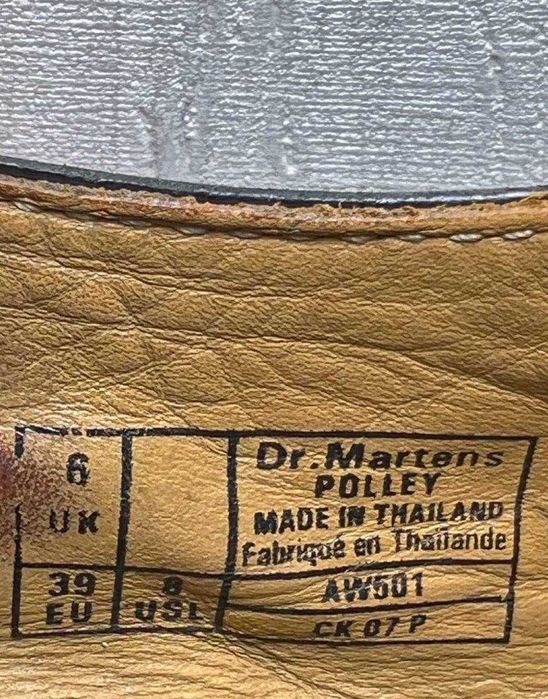 6
UK
39
EU
8
USL
Dr.Martens
POLLEY
MADE IN THAILAND
Fabriqué en Thaïlande
AW501
CK 07 P